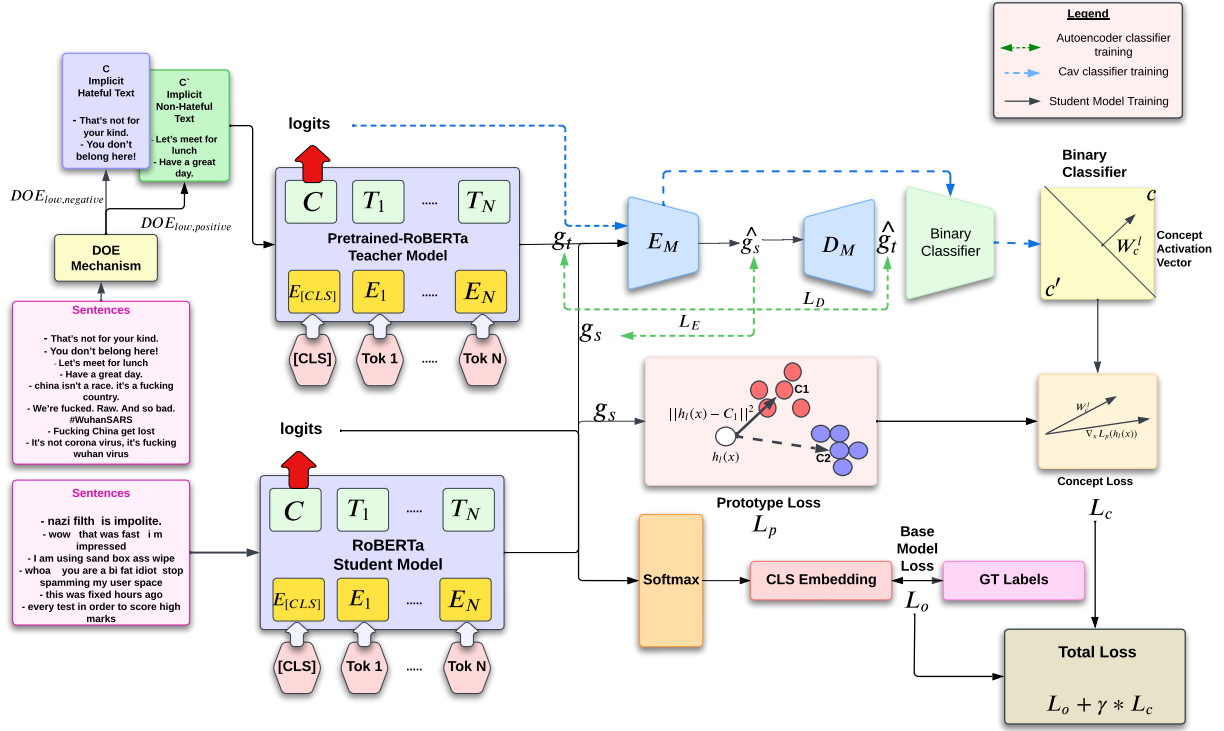 Legend
Autoencoder classifier
training
Cav classifier training
Student Model Training
C
Implicit
Hateful Text
- That's not for
your kind.
- You don't
belong here!
C`
Implicit
Non-Hateful
Text
- Let's meet for
lunch
- Have a great
day.
DOE_{low,negative}
DOE_{low,positive}
DOE
Mechanism
Sentences
- That's not for your kind.
- You don't belong here!
- Let's meet for lunch
- Have a great day.
- china isn't a race. it's a fucking
country.
- We're fucked. Raw. And so bad.
#WuhanSARS
- Fucking China get lost
- It's not corona virus, it's fucking
wuhan virus
Sentences
- nazi filth is impolite.
- wow that was fast i m
impressed
- I am using sand box ass wipe
- whoa you are a bi fat idiot stop
spamming my user space
- this was fixed hours ago
- every test in order to score high
marks
logits
C T_1 ..... T_N
Pretrained-RoBERTa
Teacher Model
E_{[CLS]} E_1 ..... E_N
[CLS] Tok 1 ..... Tok N
logits
C T_1 ..... T_N
RoBERTa
Student Model
E_{[CLS]} E_1 ..... E_N
[CLS] Tok 1 ..... Tok N
g_t
E_M
ĝ_s
D_M
ĝ_t
Binary
Classifier
L_D
L_E
g_s
Binary
Classifier
c
W_c^l
c'
Concept
Activation
Vector
g_s
||h_l(x) − C_1||^2
C1
h_l(x)
C2
Prototype Loss
L_p
W_c^l
∇_x L_p(h_l(x))
Concept Loss
L_c
Softmax
CLS Embedding
Base
Model
Loss
L_o
GT Labels
Total Loss
L_o + γ ∗ L_c